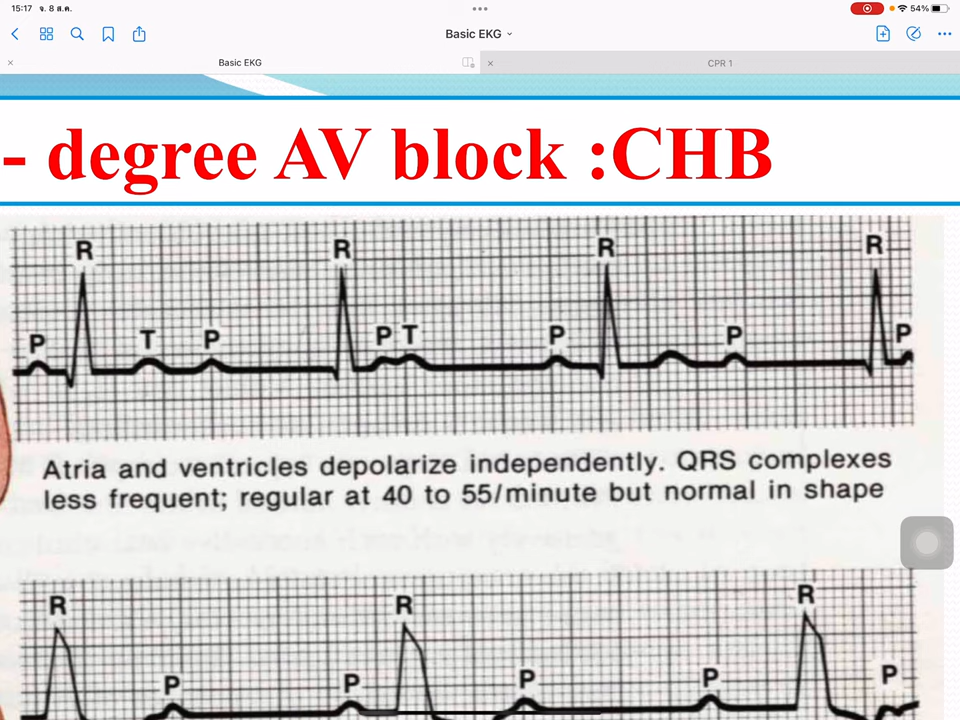 15:17 จ. 8 ส.ค.
54%
Basic EKG
Basic EKG
CPR 1
- degree AV block :CHB
R R R R
P T P P T P P P
Atria and ventricles depolarize independently. QRS complexes
less frequent; regular at 40 to 55/minute but normal in shape
R R R
P P P P P